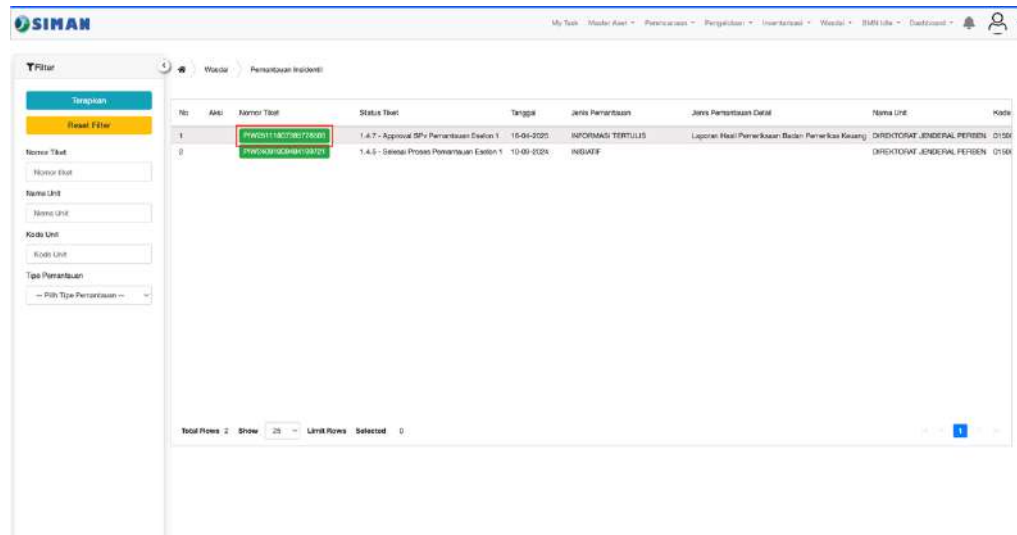 SIMAN
My Task Master Aset Perencanaan Pengelolaan Inventarisasi Wasdal BMN Idle Dashboard
Filter
Wasdal Pemantauan Insidentil
Terapkan
Reset Filter
No Aksi Nomor Tiket Status Tiket Tanggal Jenis Pemantauan Jenis Pemantauan Detail Nama Unit Kode
1 1.4.7 - Approval SPv Pemantauan Eselon 1 16-04-2025 INFORMASI TERTULIS Laporan Hasil Pemeriksaan Badan Pemeriksa Keuang DIREKTORAT JENDERAL PERBEN
2 1.4.5 - Selesai Proses Pemantauan Eselon 1 10-09-2024 INISIATIF DIREKTORAT JENDERAL PERBEN
Nomor Tiket
Nomor tiket
Nama Unit
Nama Unit
Kode Unit
Kode Unit
Tipe Pemantauan
-- Pilih Tipe Pemantauan --
Total Rows 2 Show 25 Limit Rows Selected 0
1